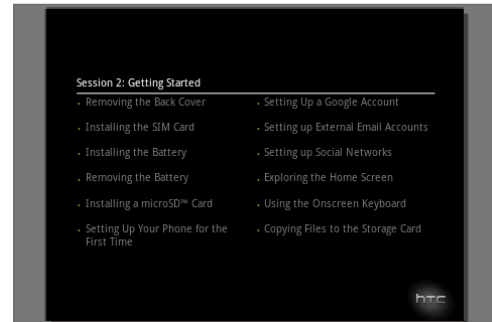 Session 2: Getting Started
. Removing the Back Cover
. Installing the SIM Card
. Installing the Battery
. Removing the Battery
. Installing a microSD™ Card
. Setting Up Your Phone for the
First Time
. Setting Up a Google Account
. Setting up External Email Accounts
. Setting up Social Networks
. Exploring the Home Screen
. Using the Onscreen Keyboard
. Copying Files to the Storage Card
htc